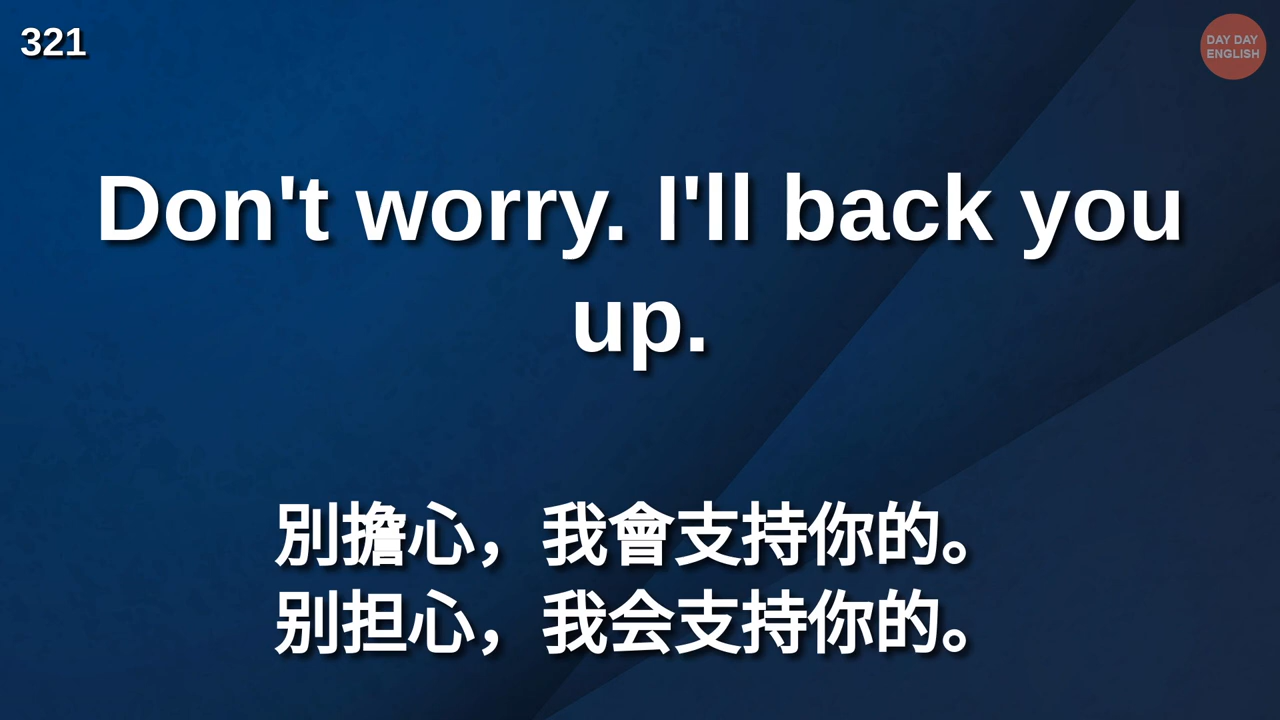 321
DAY DAY
ENGLISH
Don't worry. I'll back you
up.
別擔心，我會支持你的。
别担心，我会支持你的。